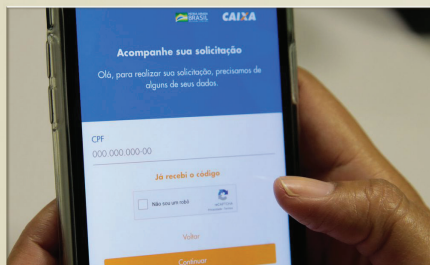 BRASIL CAIXA
Acompanhe sua solicitação
Olá, para realizar sua solicitação, precisamos de
alguns de seus dados.
CPF
000.000.000-00
Já recebi o código
Não sou um robô
reCAPTCHA
Voltar
Continuar